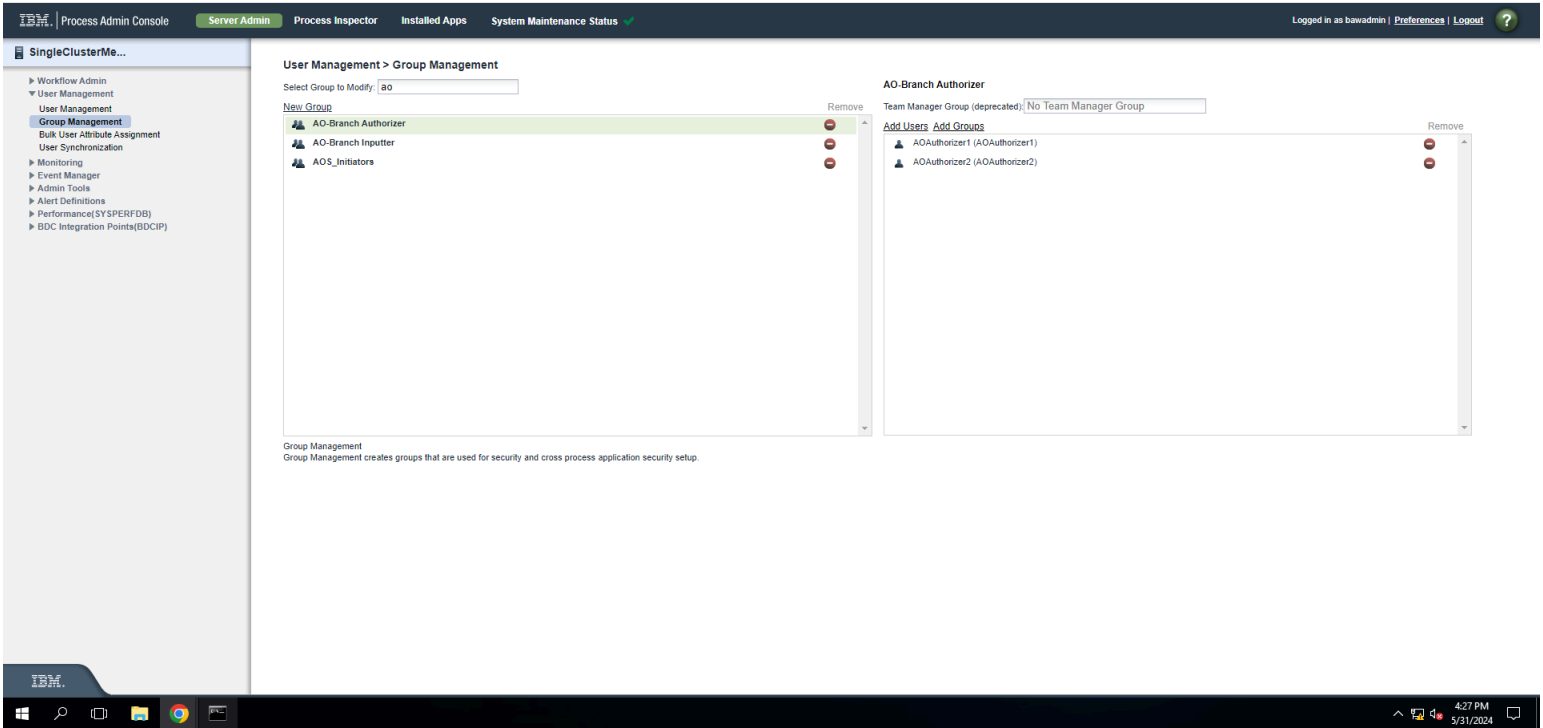 IBM. Process Admin Console Server Admin Process Inspector Installed Apps System Maintenance Status Logged in as bawadmin | Preferences | Logout ?
SingleClusterMe...
Workflow Admin
User Management
User Management
Group Management
Bulk User Attribute Assignment
User Synchronization
Monitoring
Event Manager
Admin Tools
Alert Definitions
Performance(SYSPERFDB)
BDC Integration Points(BDCIP)
User Management > Group Management
Select Group to Modify: ao
New Group Remove
AO-Branch Authorizer
AO-Branch Inputter
AOS_Initiators
Group Management
Group Management creates groups that are used for security and cross process application security setup.
AO-Branch Authorizer
Team Manager Group (deprecated): No Team Manager Group
Add Users Add Groups Remove
AOAuthorizer1 (AOAuthorizer1)
AOAuthorizer2 (AOAuthorizer2)
IBM.
4:27 PM
5/31/2024